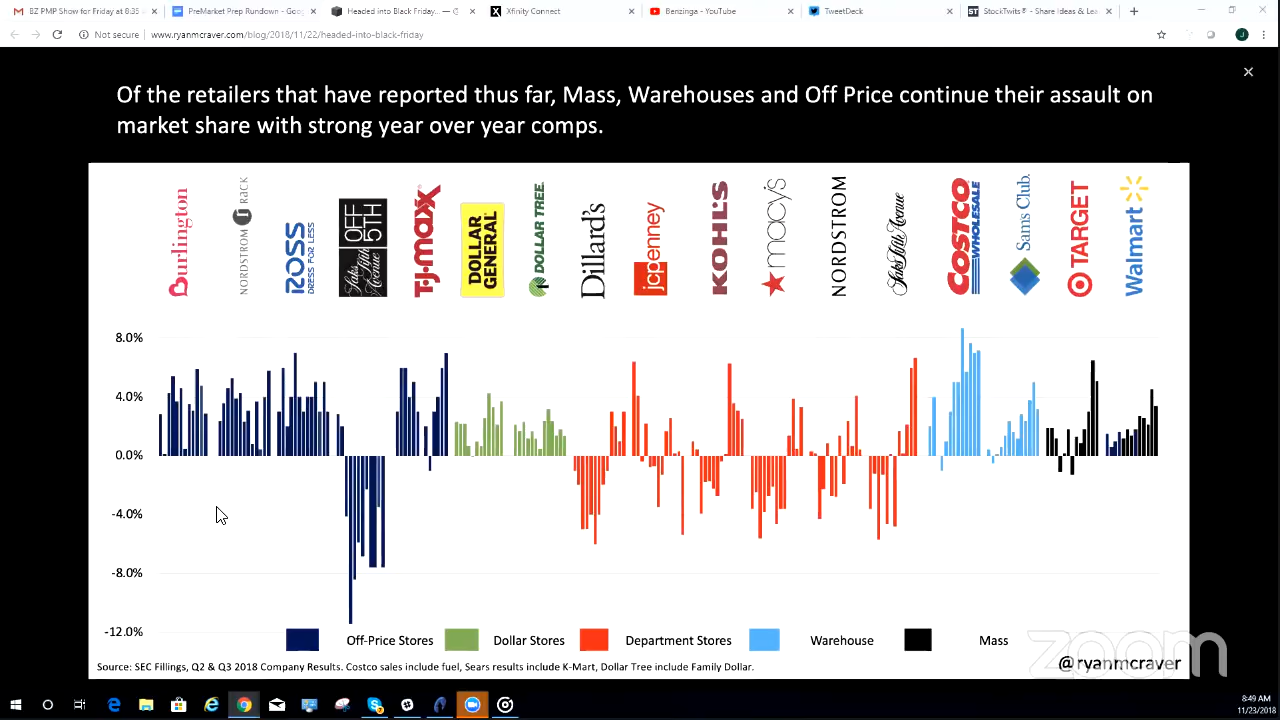 BZ PMP Show for Friday at 8:35
PreMarket Prep Rundown - Goog
Headed into Black Friday...
Xfinity Connect
Benzinga - YouTube
TweetDeck
StockTwits® - Share Ideas & Lea
Not secure | www.ryanmcraver.com/blog/2018/11/22/headed-into-black-friday
J
Of the retailers that have reported thus far, Mass, Warehouses and Off Price continue their assault on
market share with strong year over year comps.
Burlington
NORDSTROM rack
ROSS
DRESS FOR LESS
Saks Fifth Avenue
OFF 5TH
T·J·maxx
DOLLAR GENERAL
DOLLAR TREE.
Dillard's
jcpenney
KOHL'S
macy's
NORDSTROM
Saks Fifth Avenue
COSTCO
WHOLESALE
Sams Club.
TARGET
Walmart
8.0%
4.0%
0.0%
-4.0%
-8.0%
-12.0%
Off-Price Stores
Dollar Stores
Department Stores
Warehouse
Mass
Source: SEC Fillings, Q2 & Q3 2018 Company Results. Costco sales include fuel, Sears results include K-Mart, Dollar Tree include Family Dollar.
@ryanmcraver
zoom
8:49 AM
11/23/2018